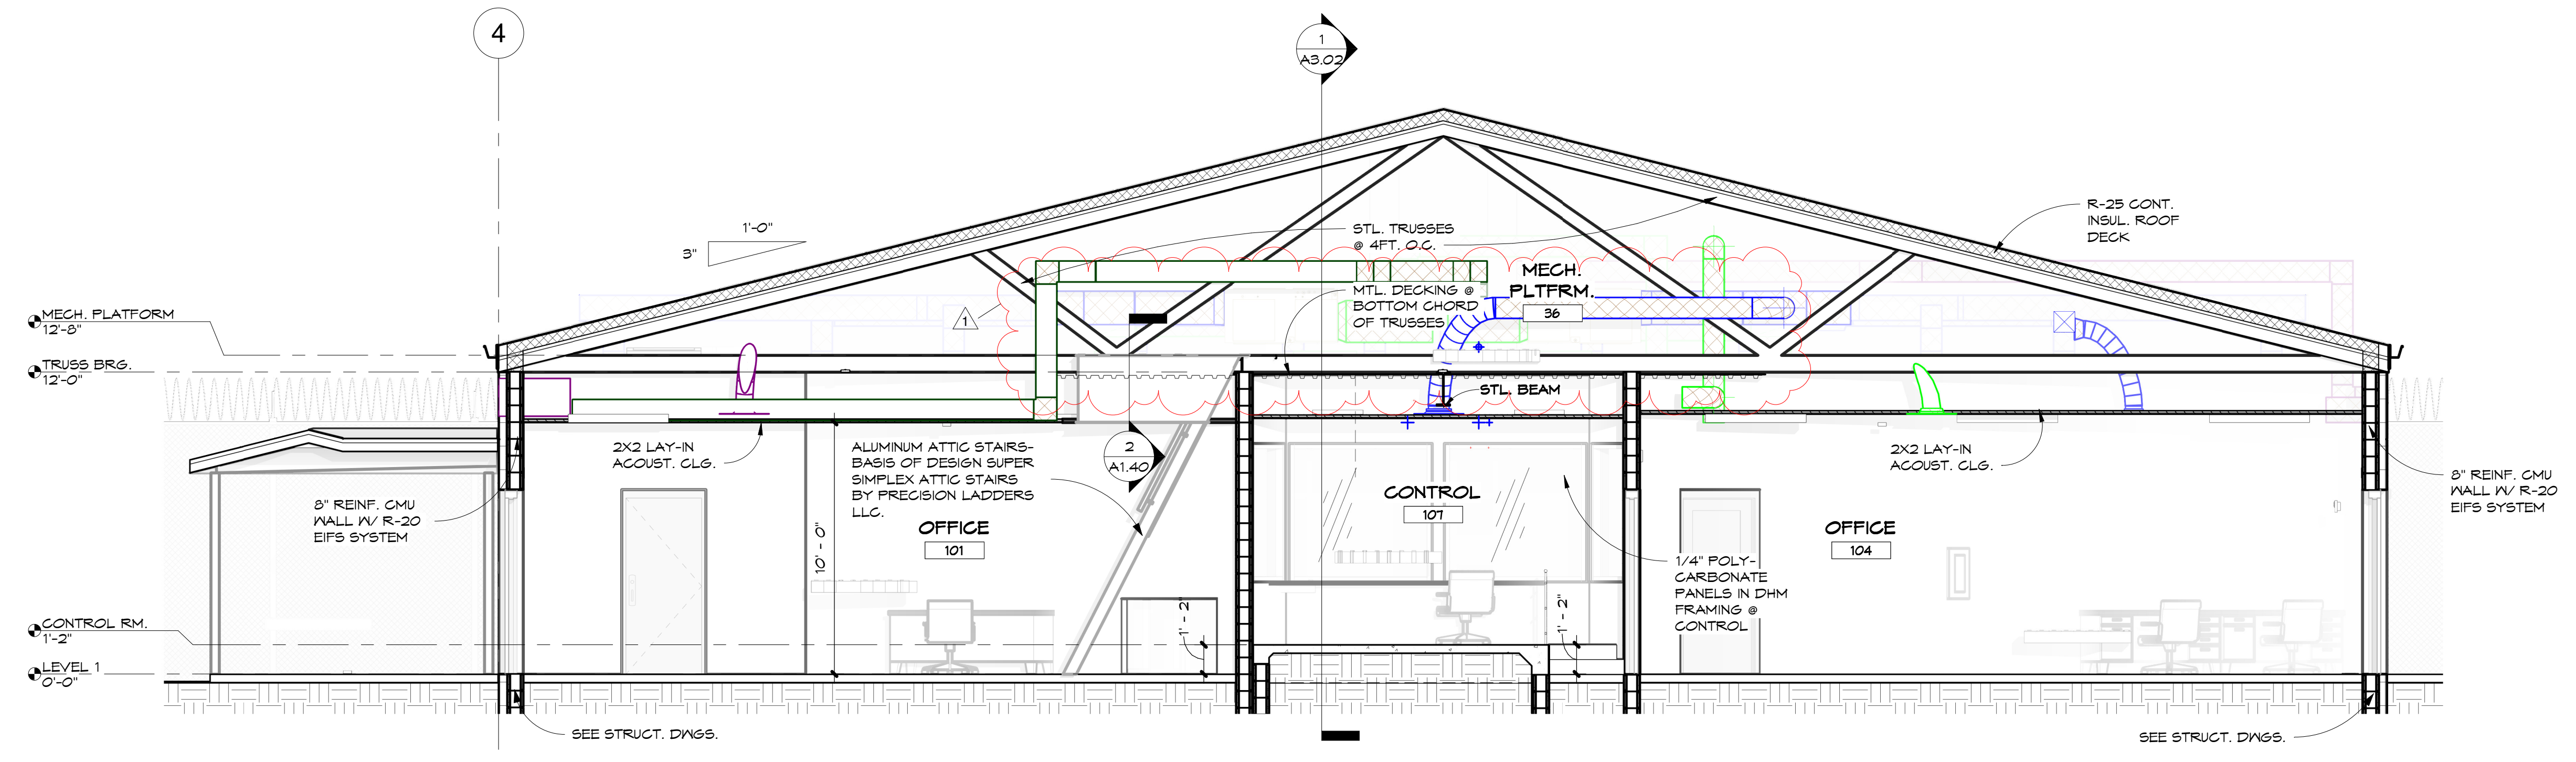 4
1
A3.02
R-25 CONT.
INSUL. ROOF
DECK
1'-0"
3"
STL. TRUSSES
@ 4FT. O.C.
MECH.
PLTFRM.
36
MTL. DECKING @
BOTTOM CHORD
OF TRUSSES
1
MECH. PLATFORM
12'-8"
TRUSS BRG.
12'-0"
STL. BEAM
2X2 LAY-IN
ACOUST. CLG.
ALUMINUM ATTIC STAIRS-
BASIS OF DESIGN SUPER
SIMPLEX ATTIC STAIRS
BY PRECISION LADDERS
LLC.
2
A1.40
2X2 LAY-IN
ACOUST. CLG.
8" REINF. CMU
WALL W/ R-20
EIFS SYSTEM
8" REINF. CMU
WALL W/ R-20
EIFS SYSTEM
CONTROL
107
OFFICE
101
OFFICE
104
10' - 0"
1/4" POLY-
CARBONATE
PANELS IN DHM
FRAMING @
CONTROL
1' - 2"
1' - 2"
CONTROL RM.
1'-2"
LEVEL 1
0'-0"
SEE STRUCT. DWGS.
SEE STRUCT. DWGS.